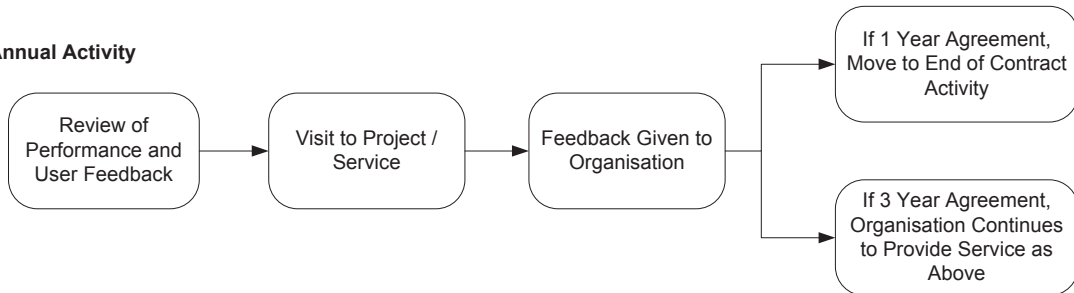 Annual Activity
Review of
Performance and
User Feedback
Visit to Project /
Service
Feedback Given to
Organisation
If 1 Year Agreement,
Move to End of Contract
Activity
If 3 Year Agreement,
Organisation Continues
to Provide Service as
Above